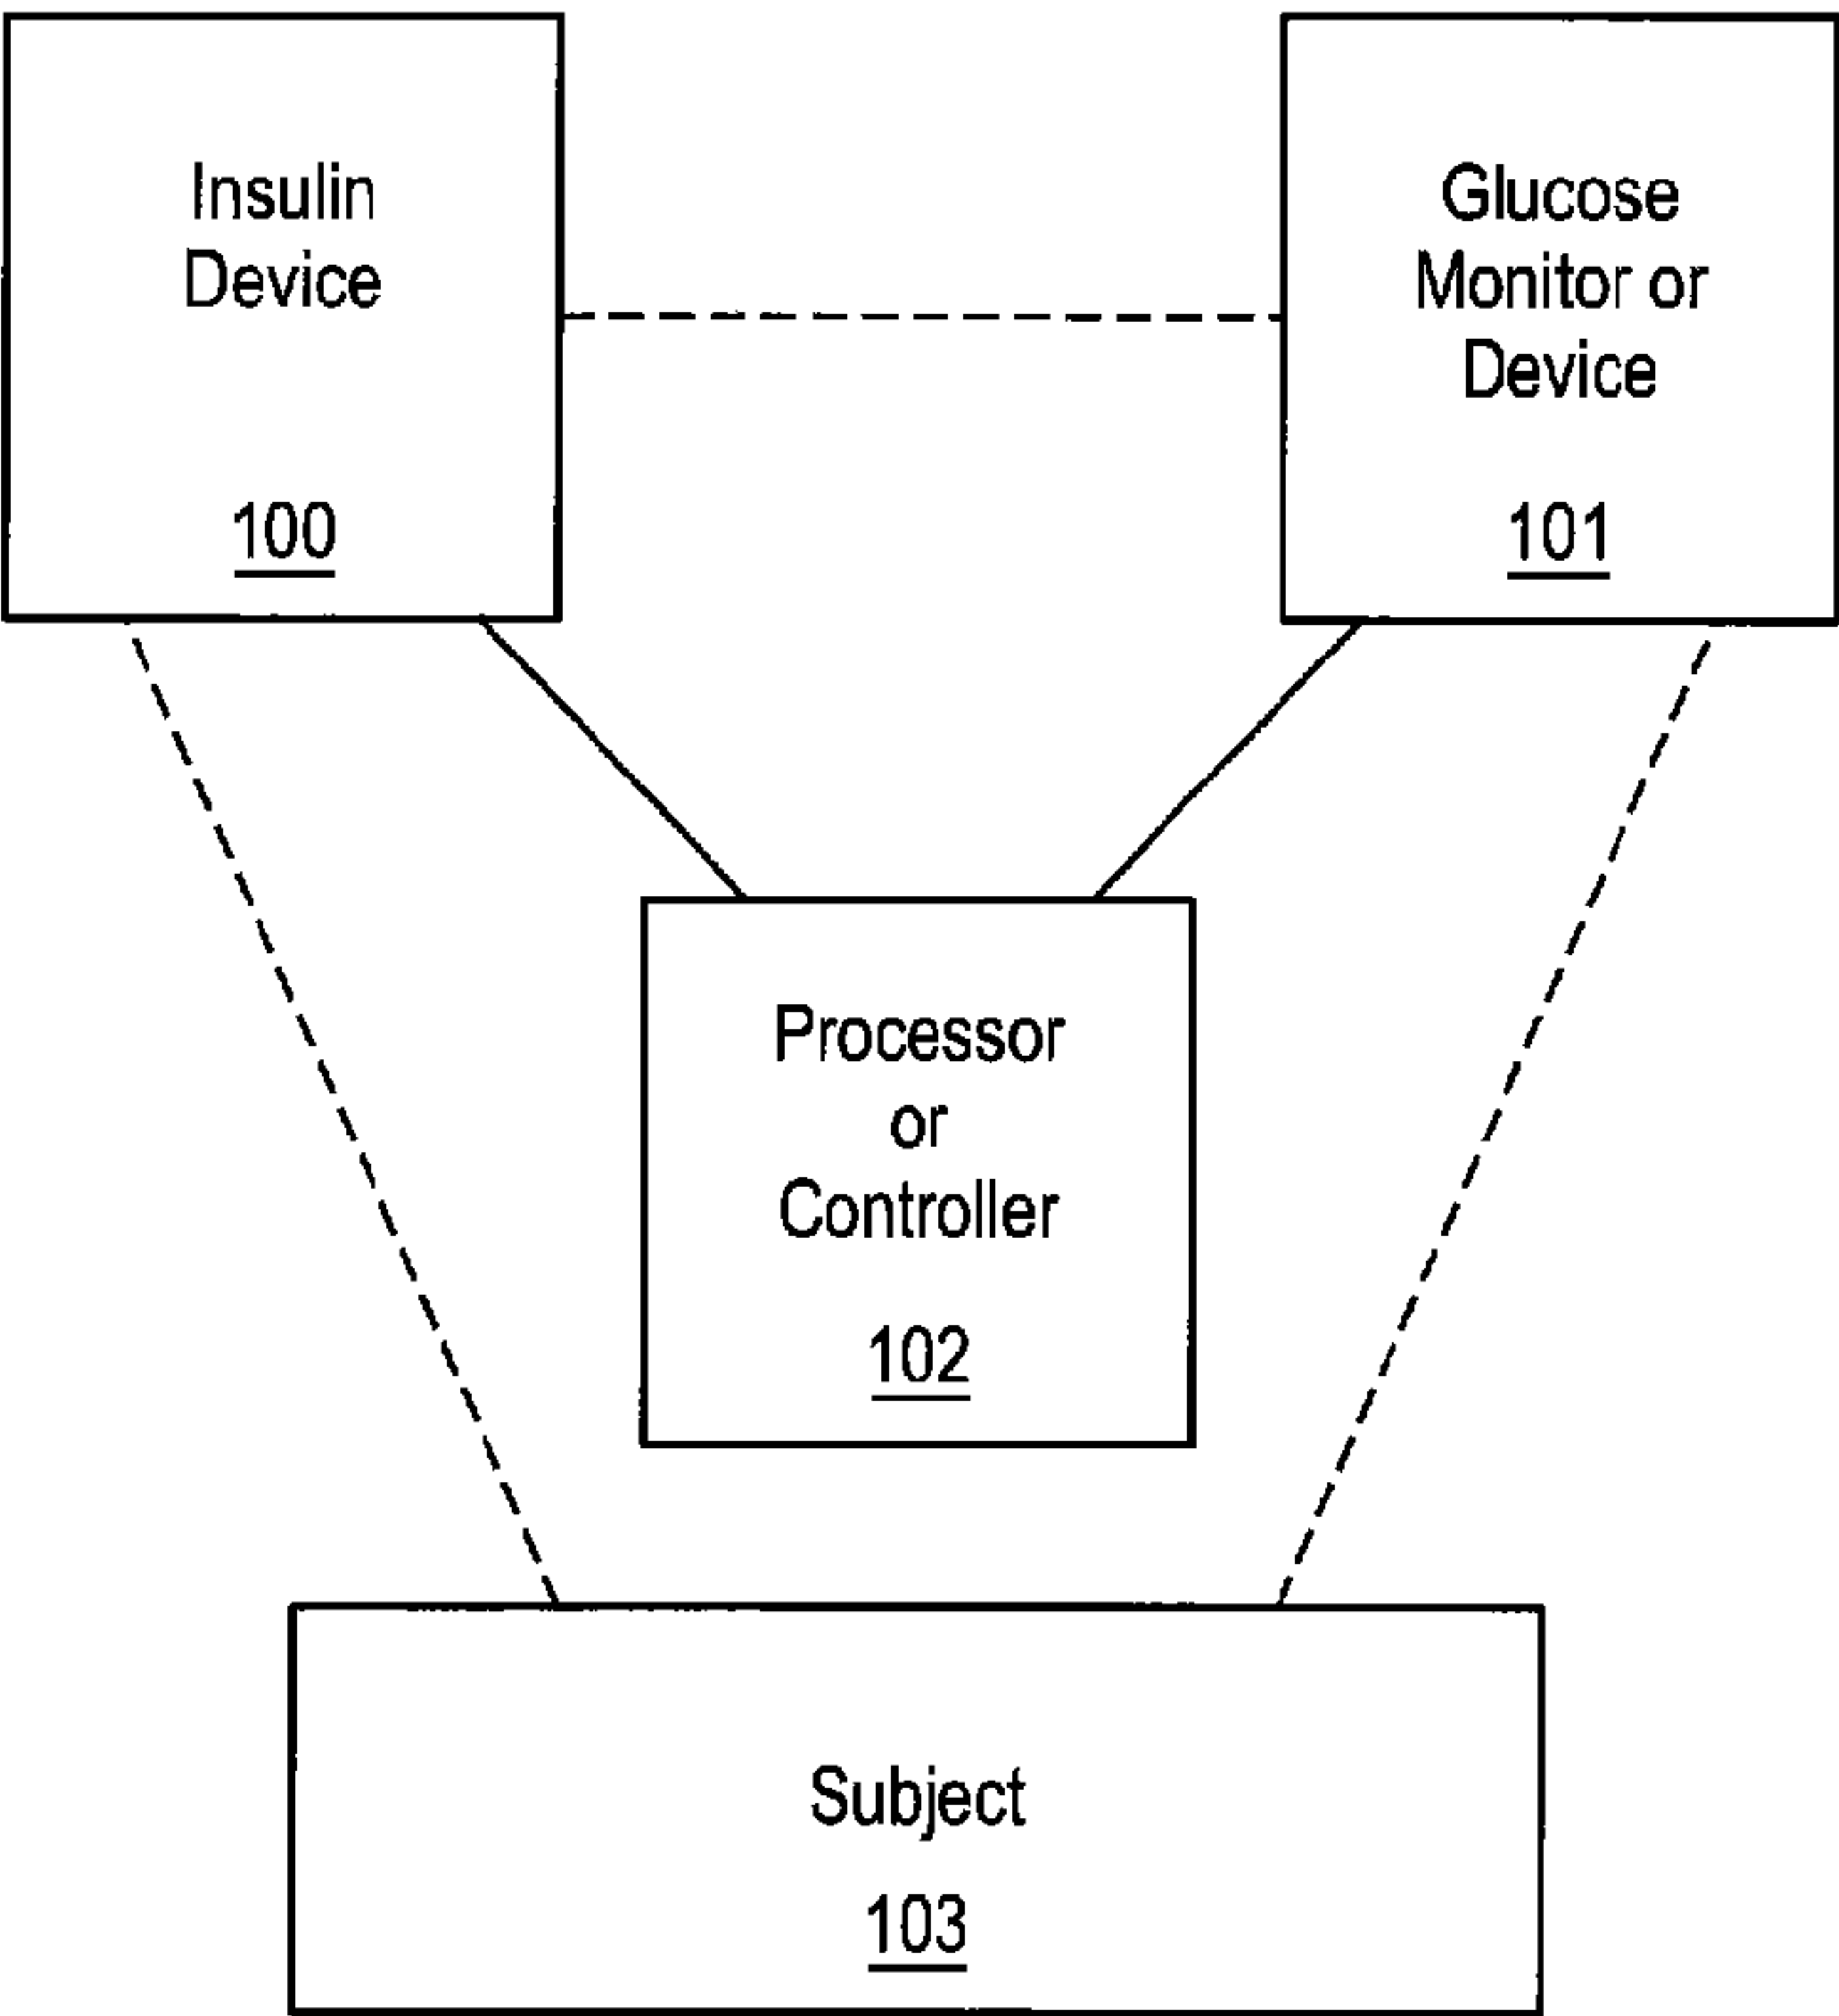 Insulin
Device
100
Glucose
Monitor or
Device
101
Processor
or
Controller
102
Subject
103